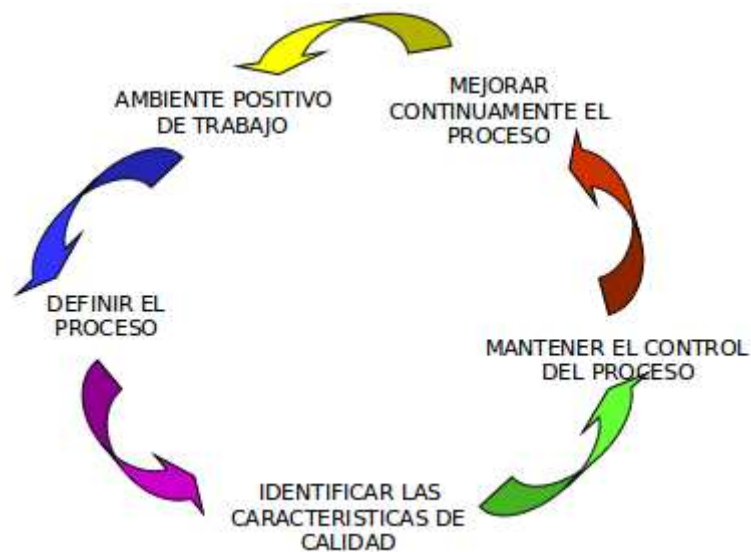 AMBIENTE POSITIVO
DE TRABAJO
MEJORAR
CONTINUAMENTE EL
PROCESO
DEFINIR EL
PROCESO
MANTENER EL CONTROL
DEL PROCESO
IDENTIFICAR LAS
CARACTERISTICAS DE
CALIDAD